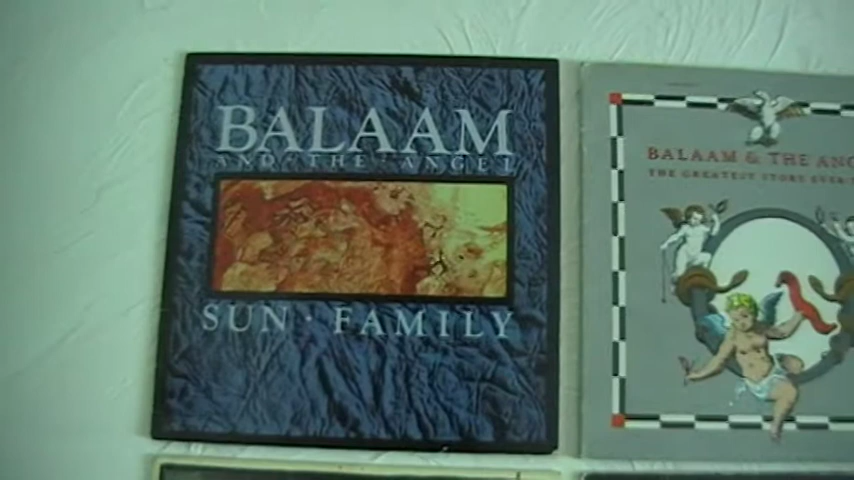 BALAAM
AND · THE · ANGEL
SUN · FAMILY
BALAAM & THE ANG
THE GREATEST STORY EVER